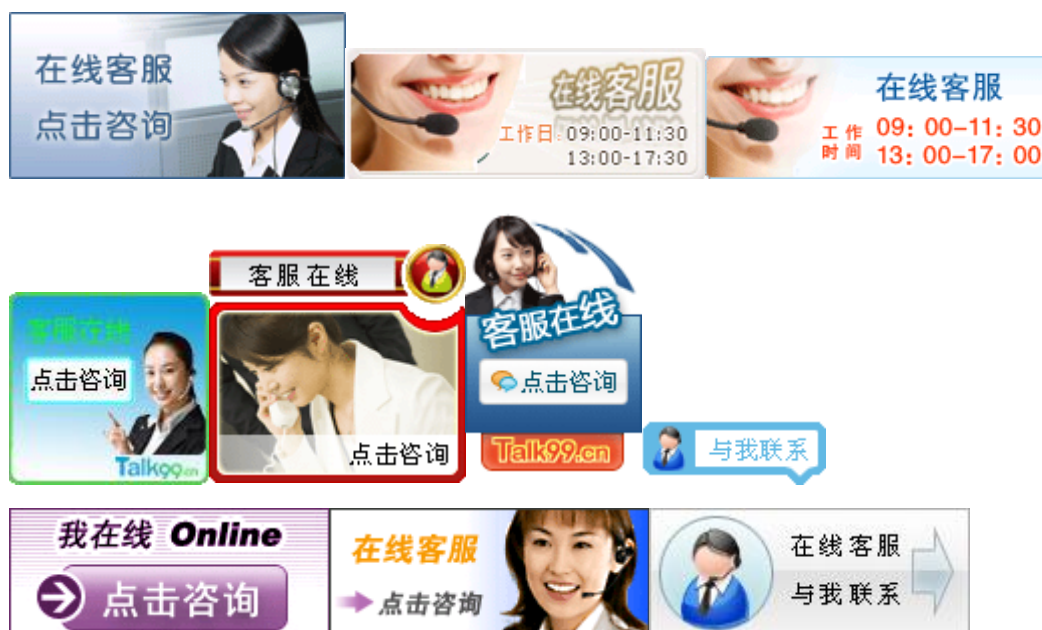 在线客服
点击咨询
在线客服
工作日:09:00-11:30
13:00-17:30
在线客服
工作 09：00-11：30
时间 13：00-17：00
客服在线
点击咨询
Talk99.cn
客服在线
点击咨询
客服在线
点击咨询
Talk99.cn
与我联系
我在线 Online
点击咨询
在线客服
点击咨询
在线客服
与我联系